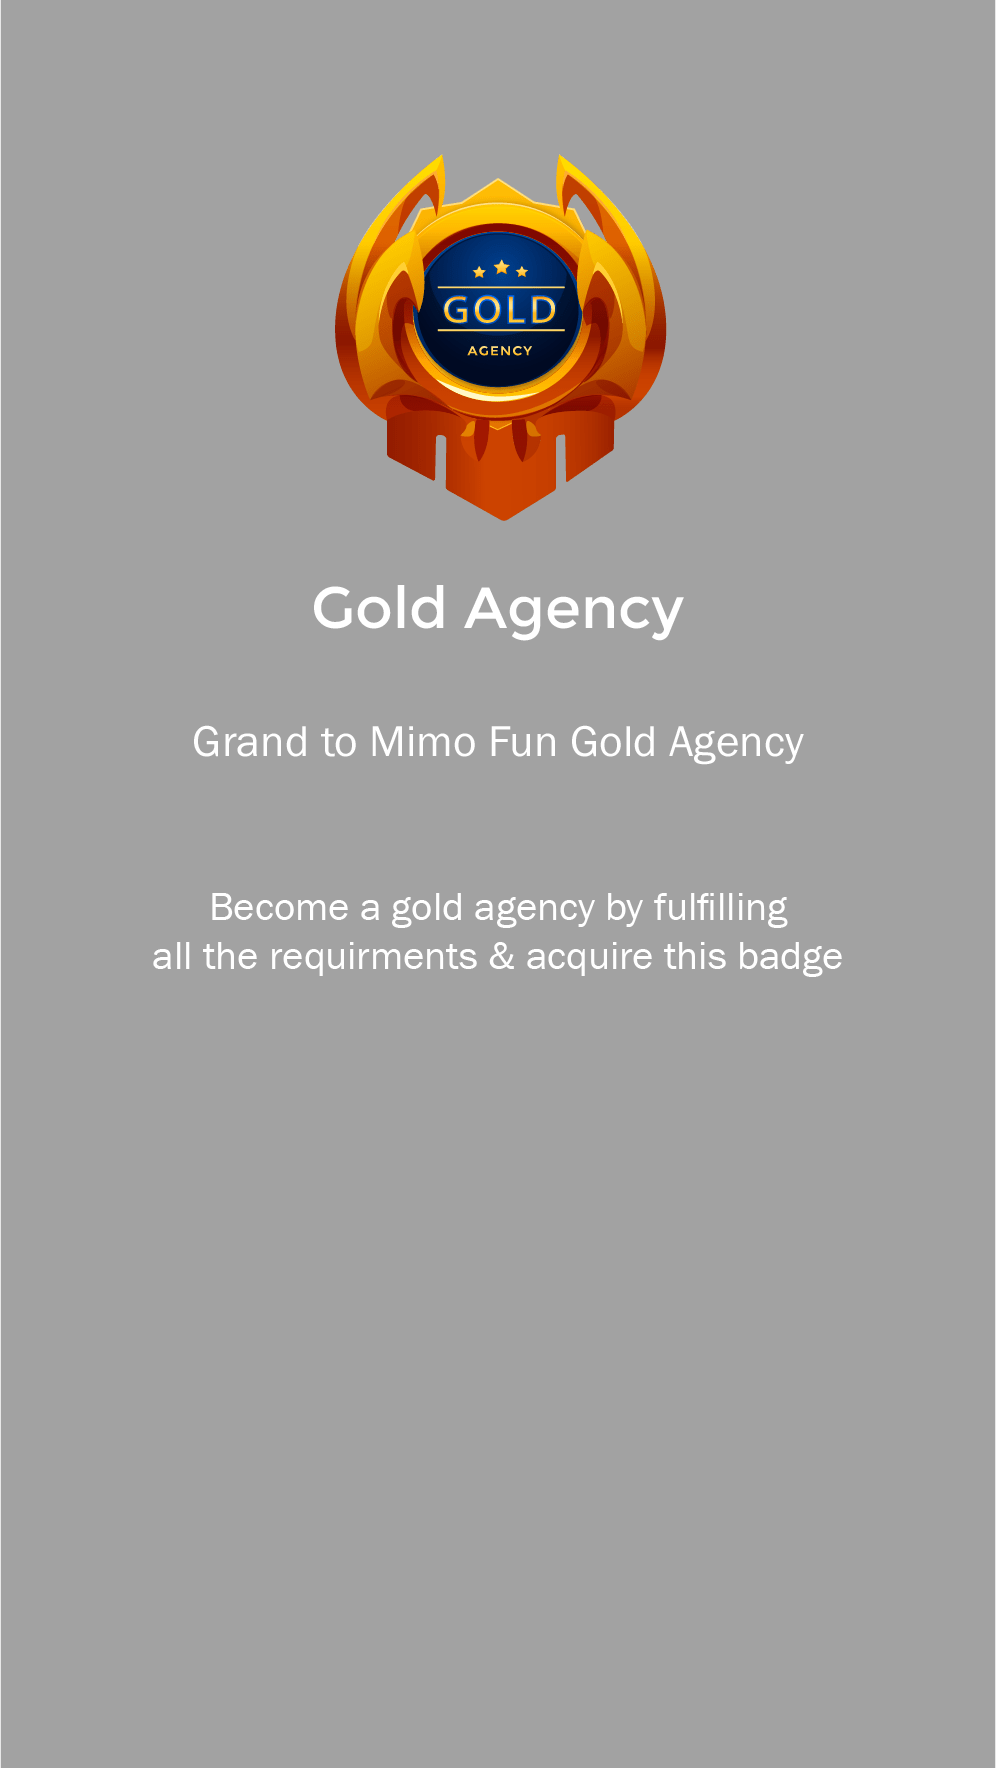 GOLD
AGENCY
Gold Agency
Grand to Mimo Fun Gold Agency
Become a gold agency by fulfilling
all the requirments & acquire this badge